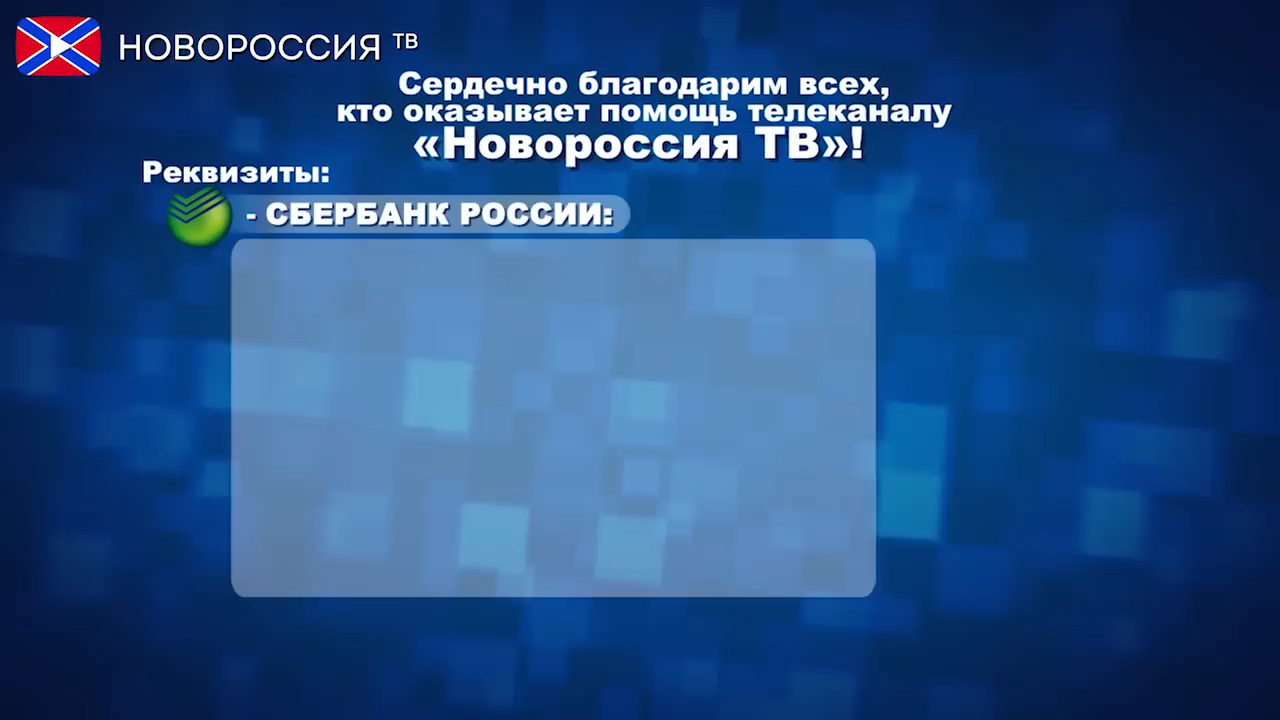 НОВОРОССИЯ ТВ
Сердечно благодарим всех,
кто оказывает помощь телеканалу
«Новороссия ТВ»!
Реквизиты:
- СБЕРБАНК РОССИИ: